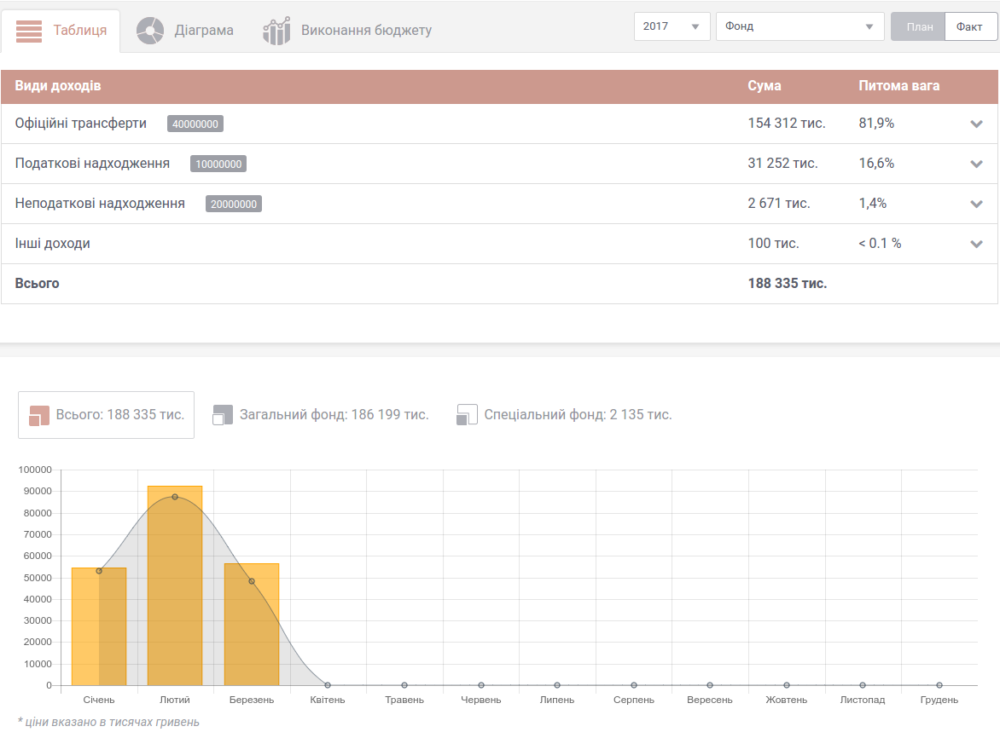 Таблиця Діаграма Виконання бюджету 2017 Фонд План Факт
Види доходів Сума Питома вага
Офіційні трансферти 40000000 154 312 тис. 81,9%
Податкові надходження 10000000 31 252 тис. 16,6%
Неподаткові надходження 20000000 2 671 тис. 1,4%
Інші доходи 100 тис. < 0.1 %
Всього 188 335 тис.
Всього: 188 335 тис. Загальний фонд: 186 199 тис. Спеціальний фонд: 2 135 тис.
100000
90000
80000
70000
60000
50000
40000
30000
20000
10000
0
Січень Лютий Березень Квітень Травень Червень Липень Серпень Вересень Жовтень Листопад Грудень
* ціни вказано в тисячах гривень